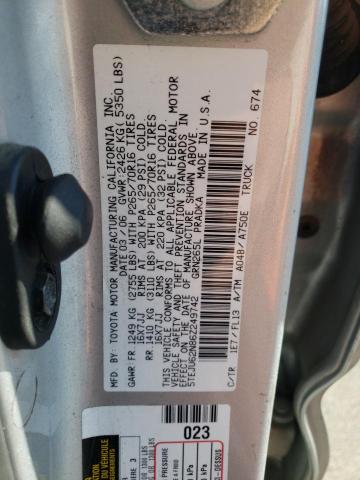 MFD. BY: TOYOTA MOTOR MANUFACTURING CALIFORNIA INC.
DATE 03/06 GVWR: 2426 KG ( 5350 LBS)
GAWR FR 1249 KG (2755 LBS) WITH P265/70R16 TIRES
16X7JJ RIMS AT 200 KPA (29 PSI) COLD
RR 1410 KG (3110 LBS) WITH P265/70R16 TIRES
16X7JJ RIMS AT 220 KPA (32 PSI) COLD
THIS VEHICLE CONFORMS TO ALL APPLICABLE FEDERAL MOTOR
VEHICLE SAFETY AND THEFT PREVENTION STANDARDS IN
EFFECT ON THE DATE OF MANUFACTURE SHOWN ABOVE.
5TEJU62N86Z249742 GRN265L PRADKA MADE IN U.S.A.
C/TR 1E7/FL13 A/TM A04B/A750E TRUCK NO. 674
023